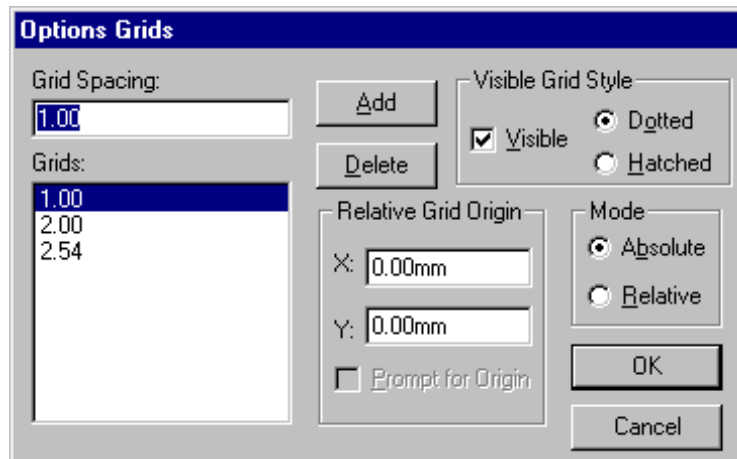 Options Grids
Grid Spacing:
1.00
Grids:
1.00
2.00
2.54
Add
Delete
Visible Grid Style
Visible
Dotted
Hatched
Relative Grid Origin
X: 0.00mm
Y: 0.00mm
Prompt for Origin
Mode
Absolute
Relative
OK
Cancel